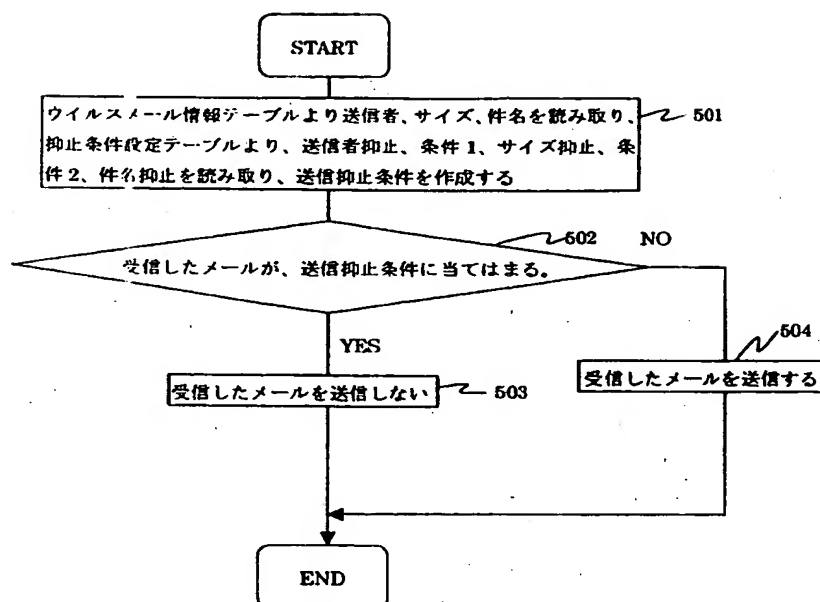 START
ウイルスメール情報テーブルより送信者、サイズ、件名を読み取り、
抑止条件設定テーブルより、送信者抑止、条件1、サイズ抑止、条
件2、件名抑止を読み取り、送信抑止条件を作成する
501
502
NO
受信したメールが、送信抑止条件に当てはまる。
YES
504
受信したメールを送信しない
503
受信したメールを送信する
END